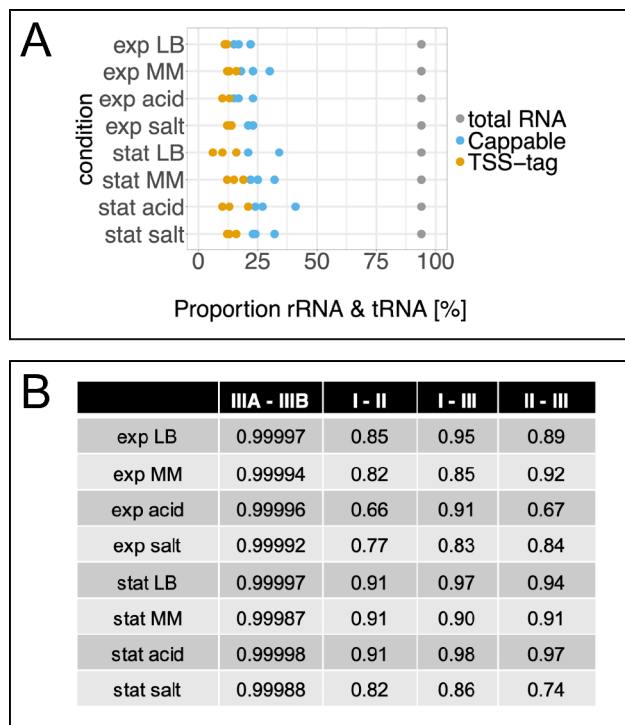 A
exp LB
exp MM
exp acid
exp salt
stat LB
stat MM
stat acid
stat salt
condition
0 25 50 75 100
Proportion rRNA & tRNA [%]
total RNA
Cappable
TSS−tag
B
IIIA - IIIB I - II I - III II - III
exp LB 0.99997 0.85 0.95 0.89
exp MM 0.99994 0.82 0.85 0.92
exp acid 0.99996 0.66 0.91 0.67
exp salt 0.99992 0.77 0.83 0.84
stat LB 0.99997 0.91 0.97 0.94
stat MM 0.99987 0.91 0.90 0.91
stat acid 0.99998 0.91 0.98 0.97
stat salt 0.99988 0.82 0.86 0.74